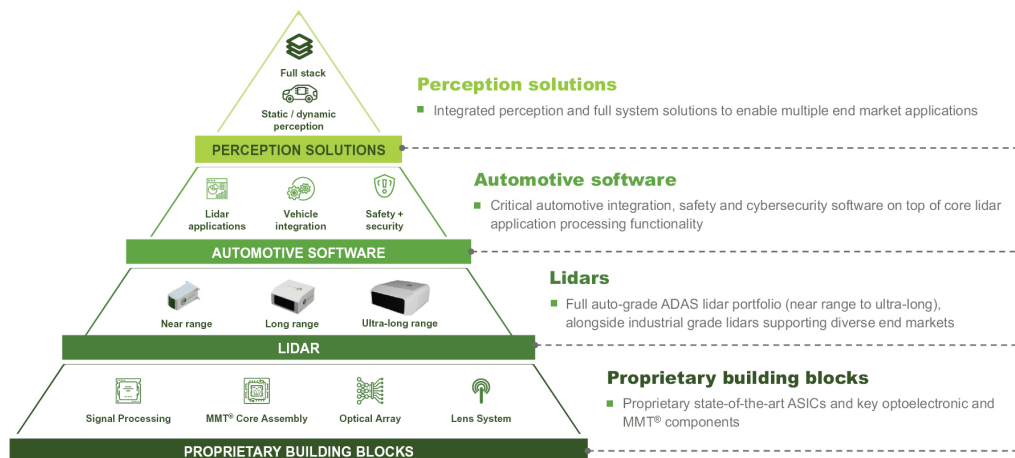 Full stack
Static / dynamic
perception
PERCEPTION SOLUTIONS
Perception solutions
Integrated perception and full system solutions to enable multiple end market applications
Lidar
applications
Vehicle
integration
Safety +
security
AUTOMOTIVE SOFTWARE
Automotive software
Critical automotive integration, safety and cybersecurity software on top of core lidar
application processing functionality
Near range
Long range
Ultra-long range
LIDAR
Lidars
Full auto-grade ADAS lidar portfolio (near range to ultra-long),
alongside industrial grade lidars supporting diverse end markets
Signal Processing
MMT® Core Assembly
Optical Array
Lens System
PROPRIETARY BUILDING BLOCKS
Proprietary building blocks
Proprietary state-of-the-art ASICs and key optoelectronic and
MMT® components